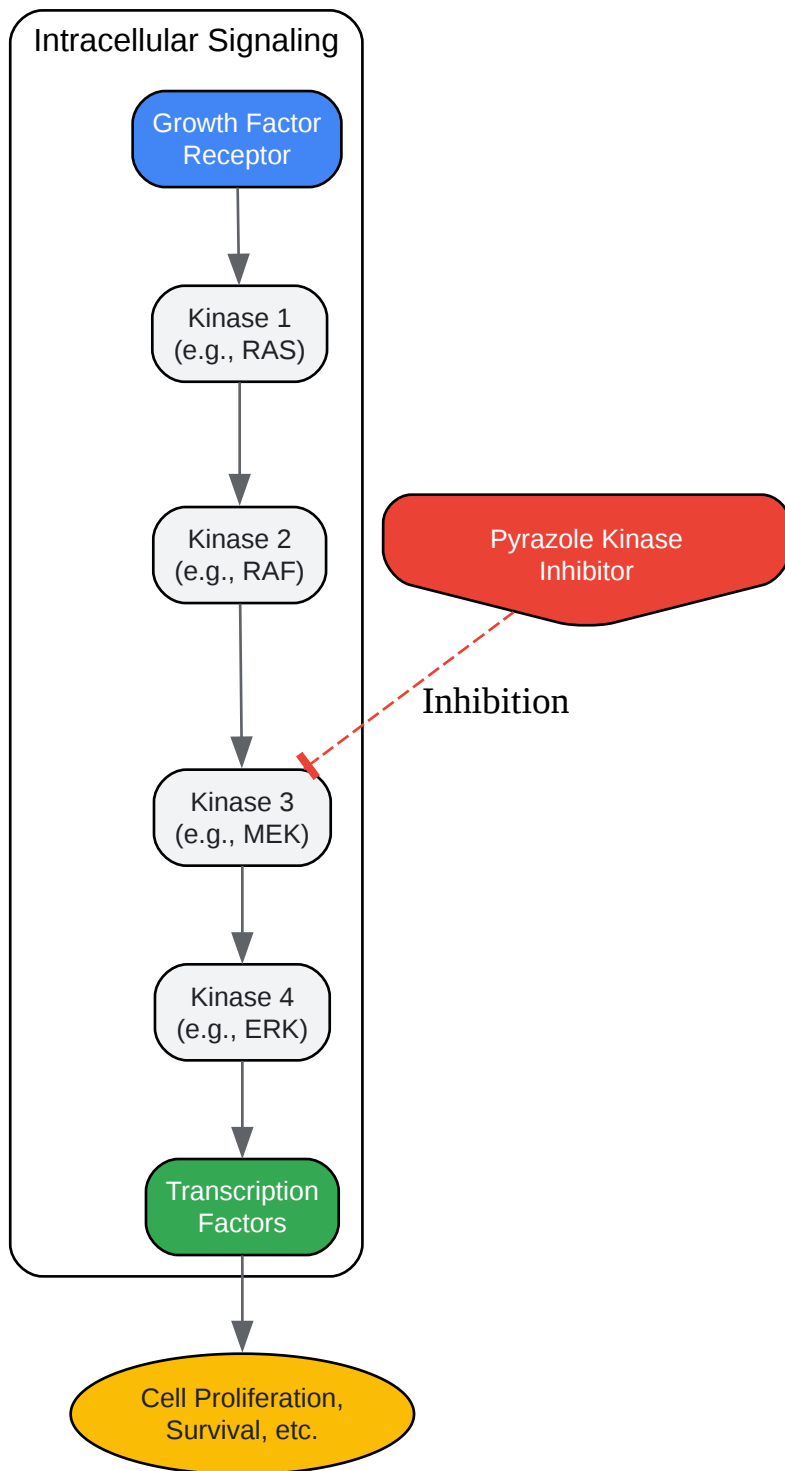 Intracellular Signaling
Growth Factor
Receptor
Kinase 1
(e.g., RAS)
Kinase 2
(e.g., RAF)
Pyrazole Kinase
Inhibitor
Inhibition
Kinase 3
(e.g., MEK)
Kinase 4
(e.g., ERK)
Transcription
Factors
Cell Proliferation,
Survival, etc.